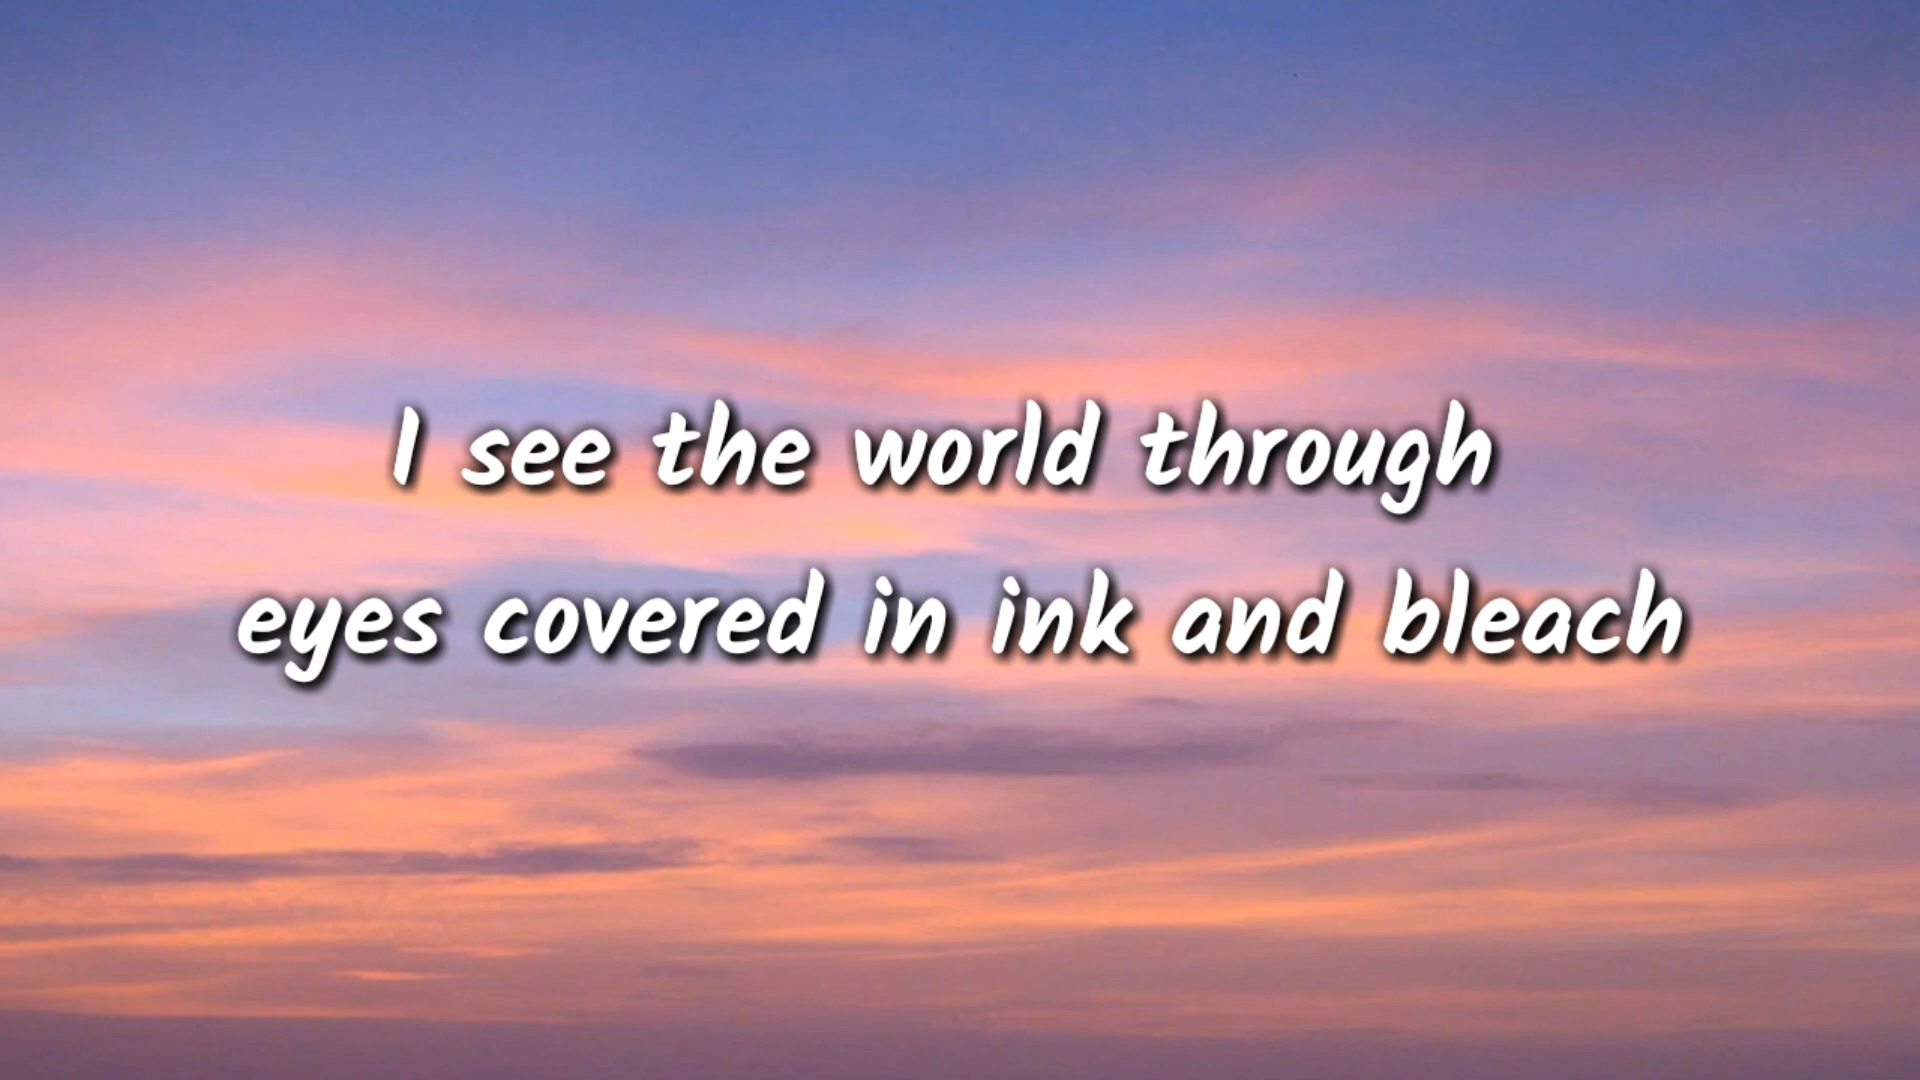 I see the world through
eyes covered in ink and bleach